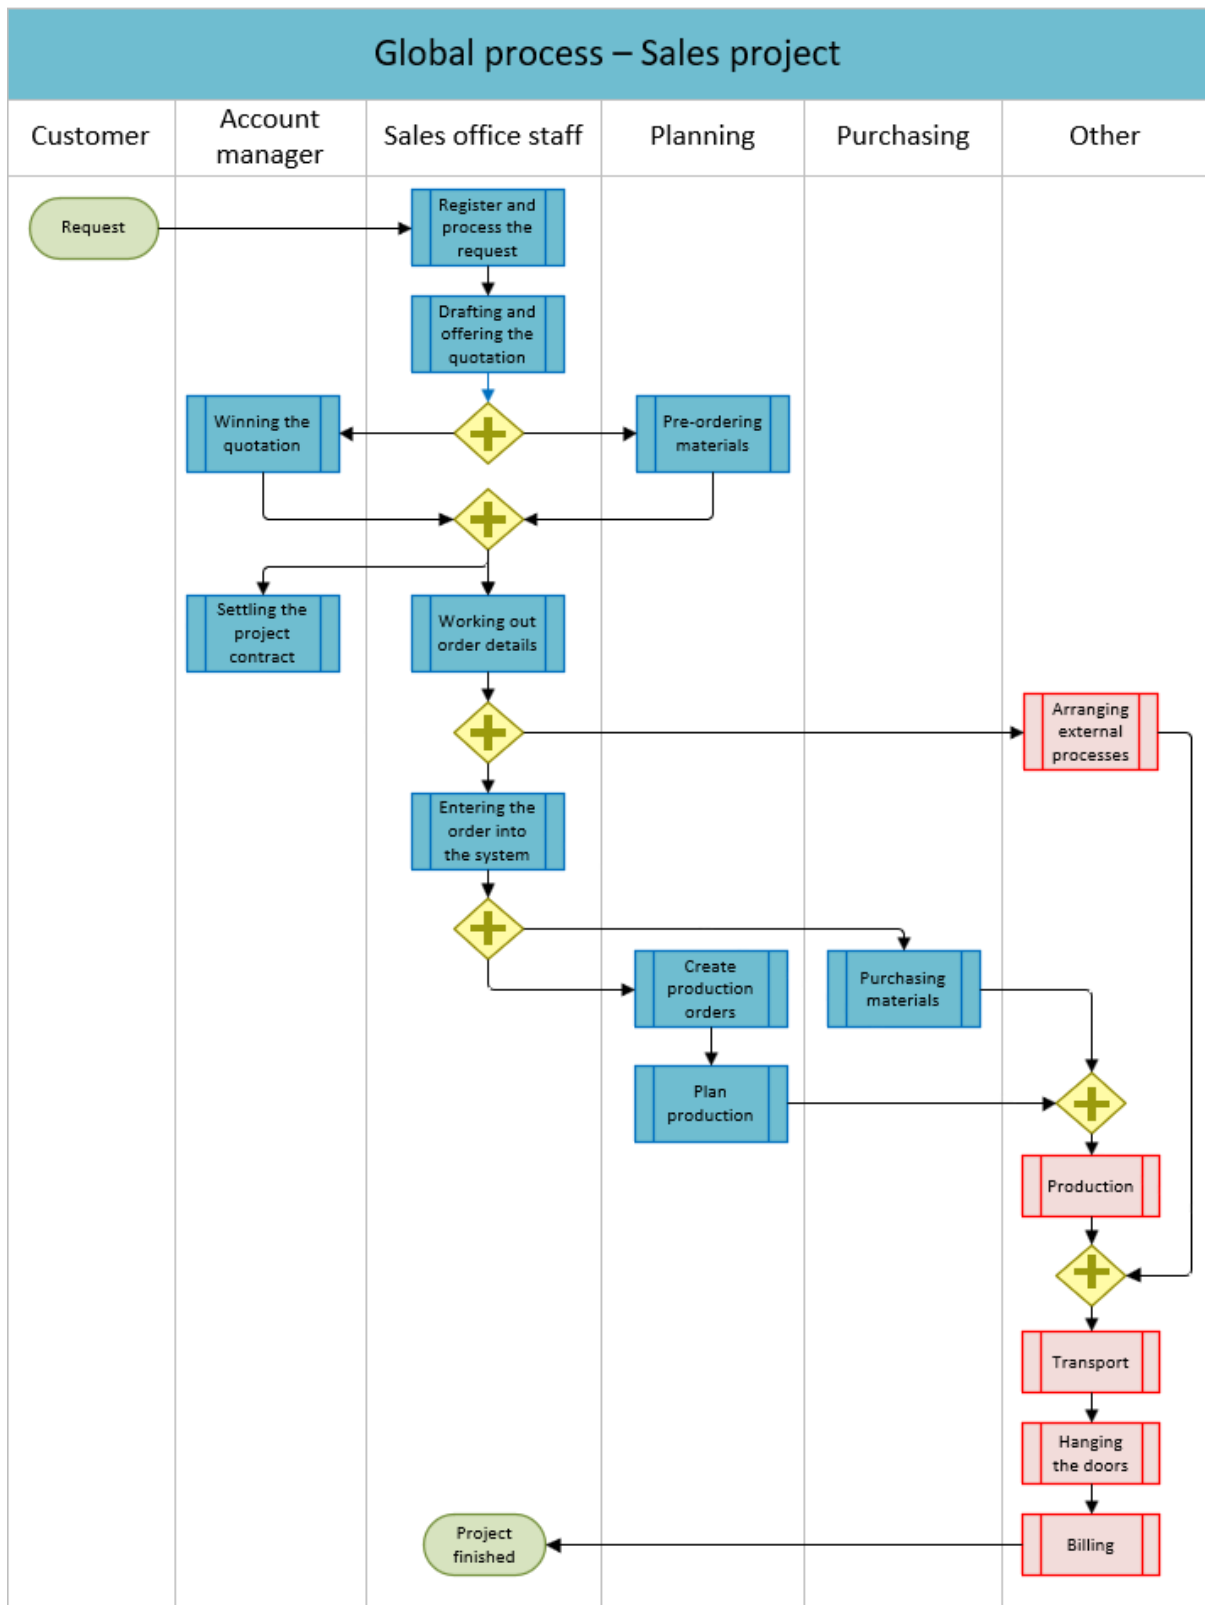 Global process – Sales project
Customer
Account
manager
Sales office staff
Planning
Purchasing
Other
Request
Register and
process the
request
Drafting and
offering the
quotation
Winning the
quotation
Pre-ordering
materials
Settling the
project
contract
Working out
order details
Arranging
external
processes
Entering the
order into
the system
Create
production
orders
Purchasing
materials
Plan
production
Production
Transport
Hanging
the doors
Project
finished
Billing